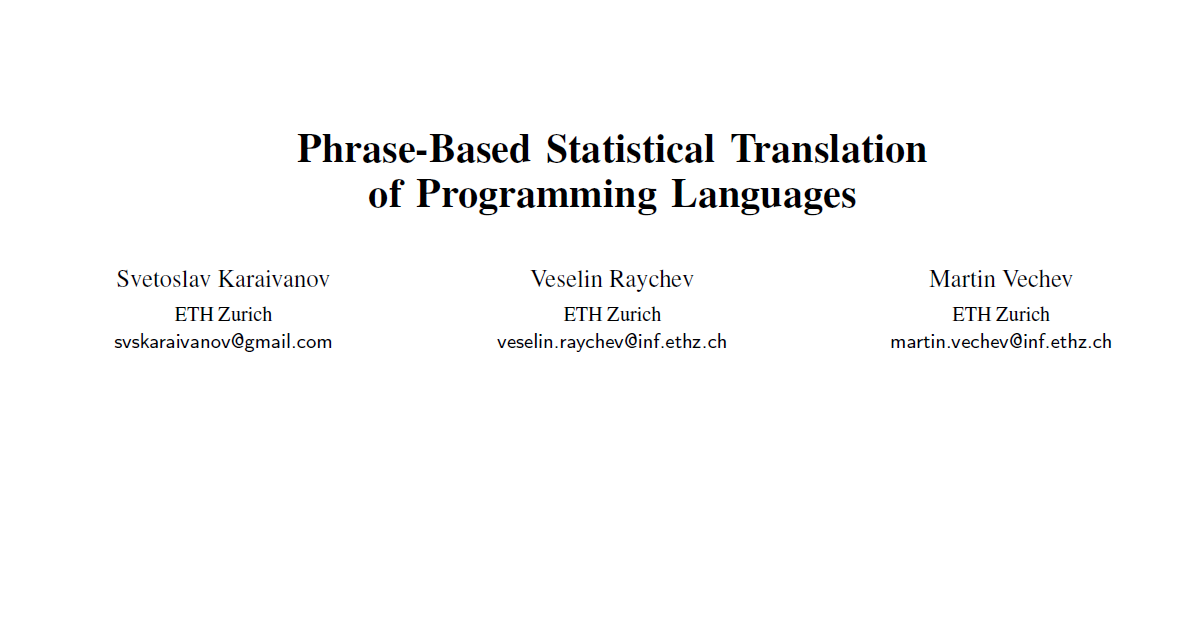 Phrase-Based Statistical Translation
of Programming Languages
Svetoslav Karaivanov
ETH Zurich
svskaraivanov@gmail.com
Veselin Raychev
ETH Zurich
veselin.raychev@inf.ethz.ch
Martin Vechev
ETH Zurich
martin.vechev@inf.ethz.ch